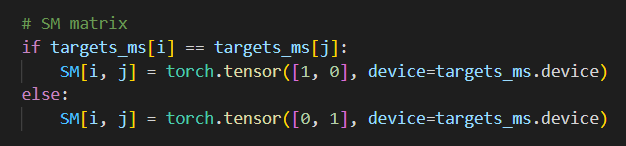 # SM matrix
if targets_ms[i] == targets_ms[j]:
    SM[i, j] = torch.tensor([1, 0], device=targets_ms.device)
else:
    SM[i, j] = torch.tensor([0, 1], device=targets_ms.device)